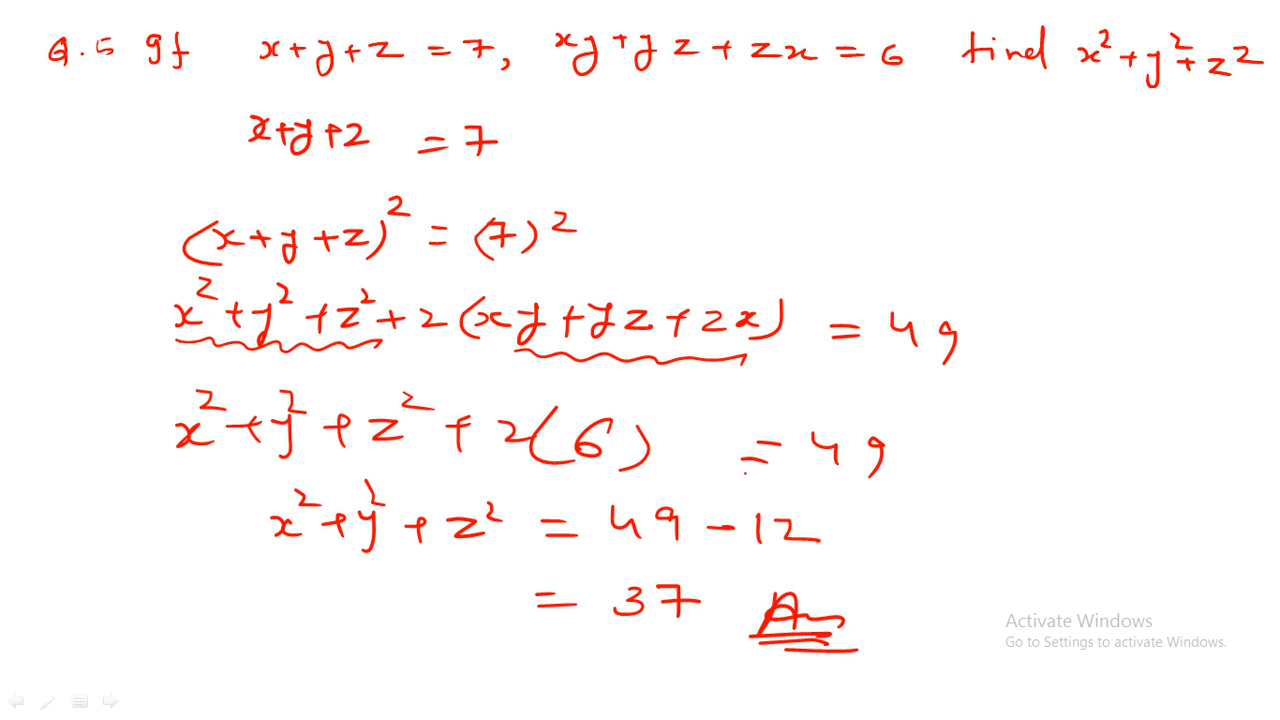 Q.5 If x+y+z = 7, xy+yz+zx = 6 find x²+y²+z²
x+y+z = 7
(x+y+z)² = (7)²
x²+y²+z²+2(xy+yz+zx) = 49
x²+y²+z²+2(6) = 49
x²+y²+z² = 49-12
= 37 Ans
Activate Windows
Go to Settings to activate Windows.